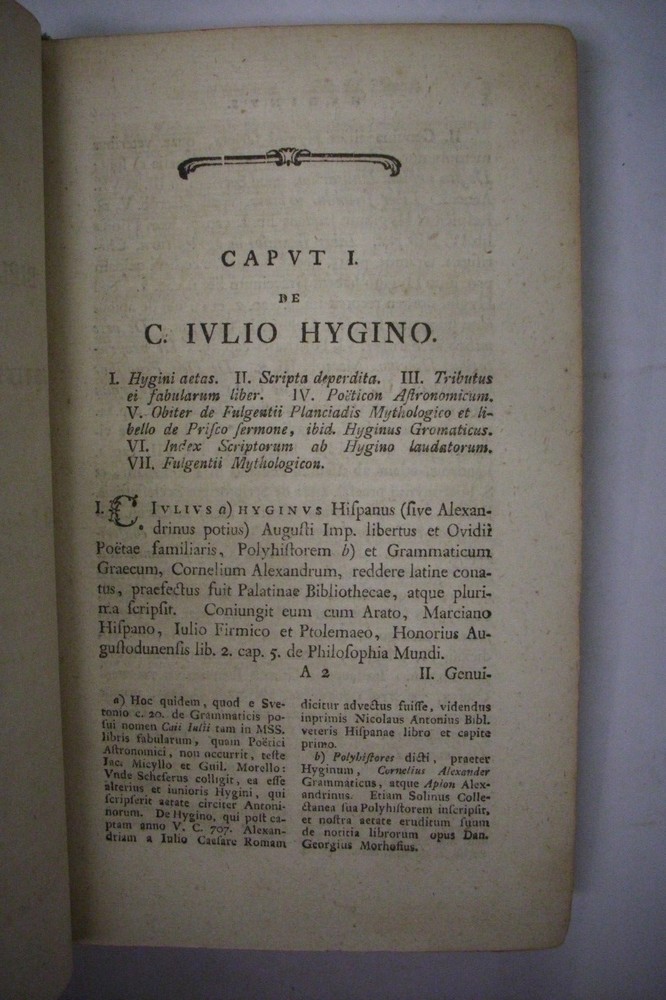 CAPVT I.
DE
C. IVLIO HYGINO.
I. Hygini aetas. II. Scripta deperdita. III. Tributus
ei fabularum liber. IV. Poëticon Aſtronomicum.
V. Obiter de Fulgentii Planciadis Mythologico et li-
bello de Priſco ſermone, ibid. Hyginus Gromaticus.
VI. Index Scriptorum ab Hygino laudatorum.
VII. Fulgentii Mythologicon.
I. C. IVLIVS a) HYGINVS Hiſpanus (ſive Alexan-
drinus potius) Auguſti Imp. libertus et Ovidii
Poëtae familiaris, Polyhiſtorem b) et Grammaticum
Graecum, Cornelium Alexandrum, reddere latine cona-
tus, praefectus fuit Palatinae Bibliothecae, atque pluri-
ma ſcripſit. Coniungit eum cum Arato, Marciano
Hiſpano, Iulio Firmico et Ptolemaeo, Honorius Au-
guſtodunenſis lib. 2. cap. 5. de Philoſophia Mundi.
A 2 II. Genui-
a) Hoc quidem, quod e Sve-
tonio c. 20. de Grammaticis po-
ſui nomen Caii Iulii tam in MSS.
libris fabularum, quam Poëtici
Aſtronomici, non occurrit, teſte
Iac. Micyllo et Guil. Morello:
Vnde Scheferus colligit, ea eſſe
alterius et iunioris Hygini, qui
ſcripſerit aetate circiter Antoni-
norum. De Hygino, qui poſt ca-
ptam anno V. C. 707. Alexan-
driam a Iulio Caeſare Romam
dicitur advectus fuiſſe, videndus
inprimis Nicolaus Antonius Bibl.
veteris Hiſpanae libro et capite
primo.
b) Polyhiſtores dicti, praeter
Hyginum, Cornelius Alexander
Grammaticus, atque Apion Alex-
andrinus. Etiam Solinus Colle-
ctanea ſua Polyhiſtorem inſcripſit,
et noſtra aetate eruditum ſuum
de notitia librorum opus Dan.
Georgius Morhofius.